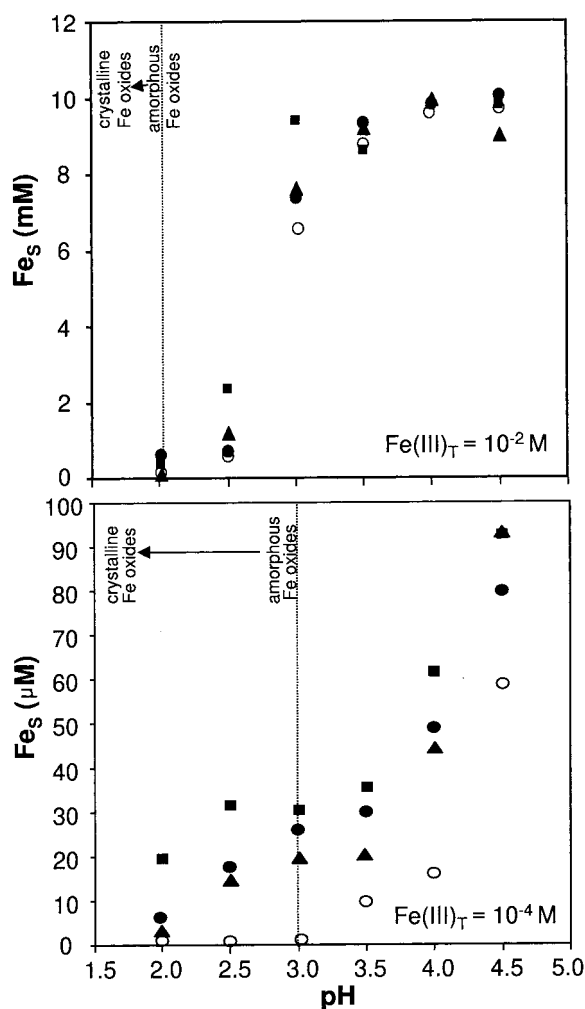 12
10
8
6
4
2
0
Fe_S (mM)
crystalline
Fe oxides
amorphous
Fe oxides
Fe(III)_T = 10^-2 M
100
90
80
70
60
50
40
30
20
10
0
Fe_S (μM)
crystalline
Fe oxides
amorphous
Fe oxides
Fe(III)_T = 10^-4 M
1.5 2.0 2.5 3.0 3.5 4.0 4.5 5.0
pH